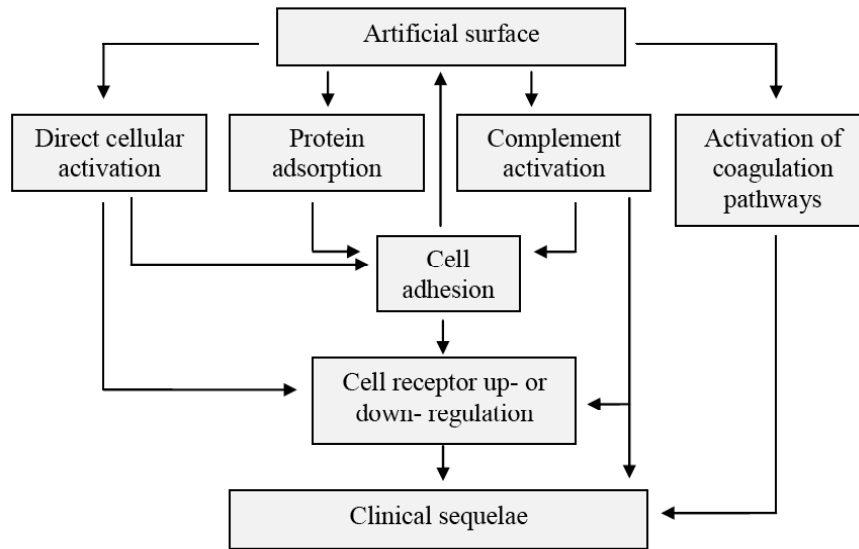 Artificial surface
Direct cellular
activation
Protein
adsorption
Complement
activation
Activation of
coagulation
pathways
Cell
adhesion
Cell receptor up- or
down- regulation
Clinical sequelae